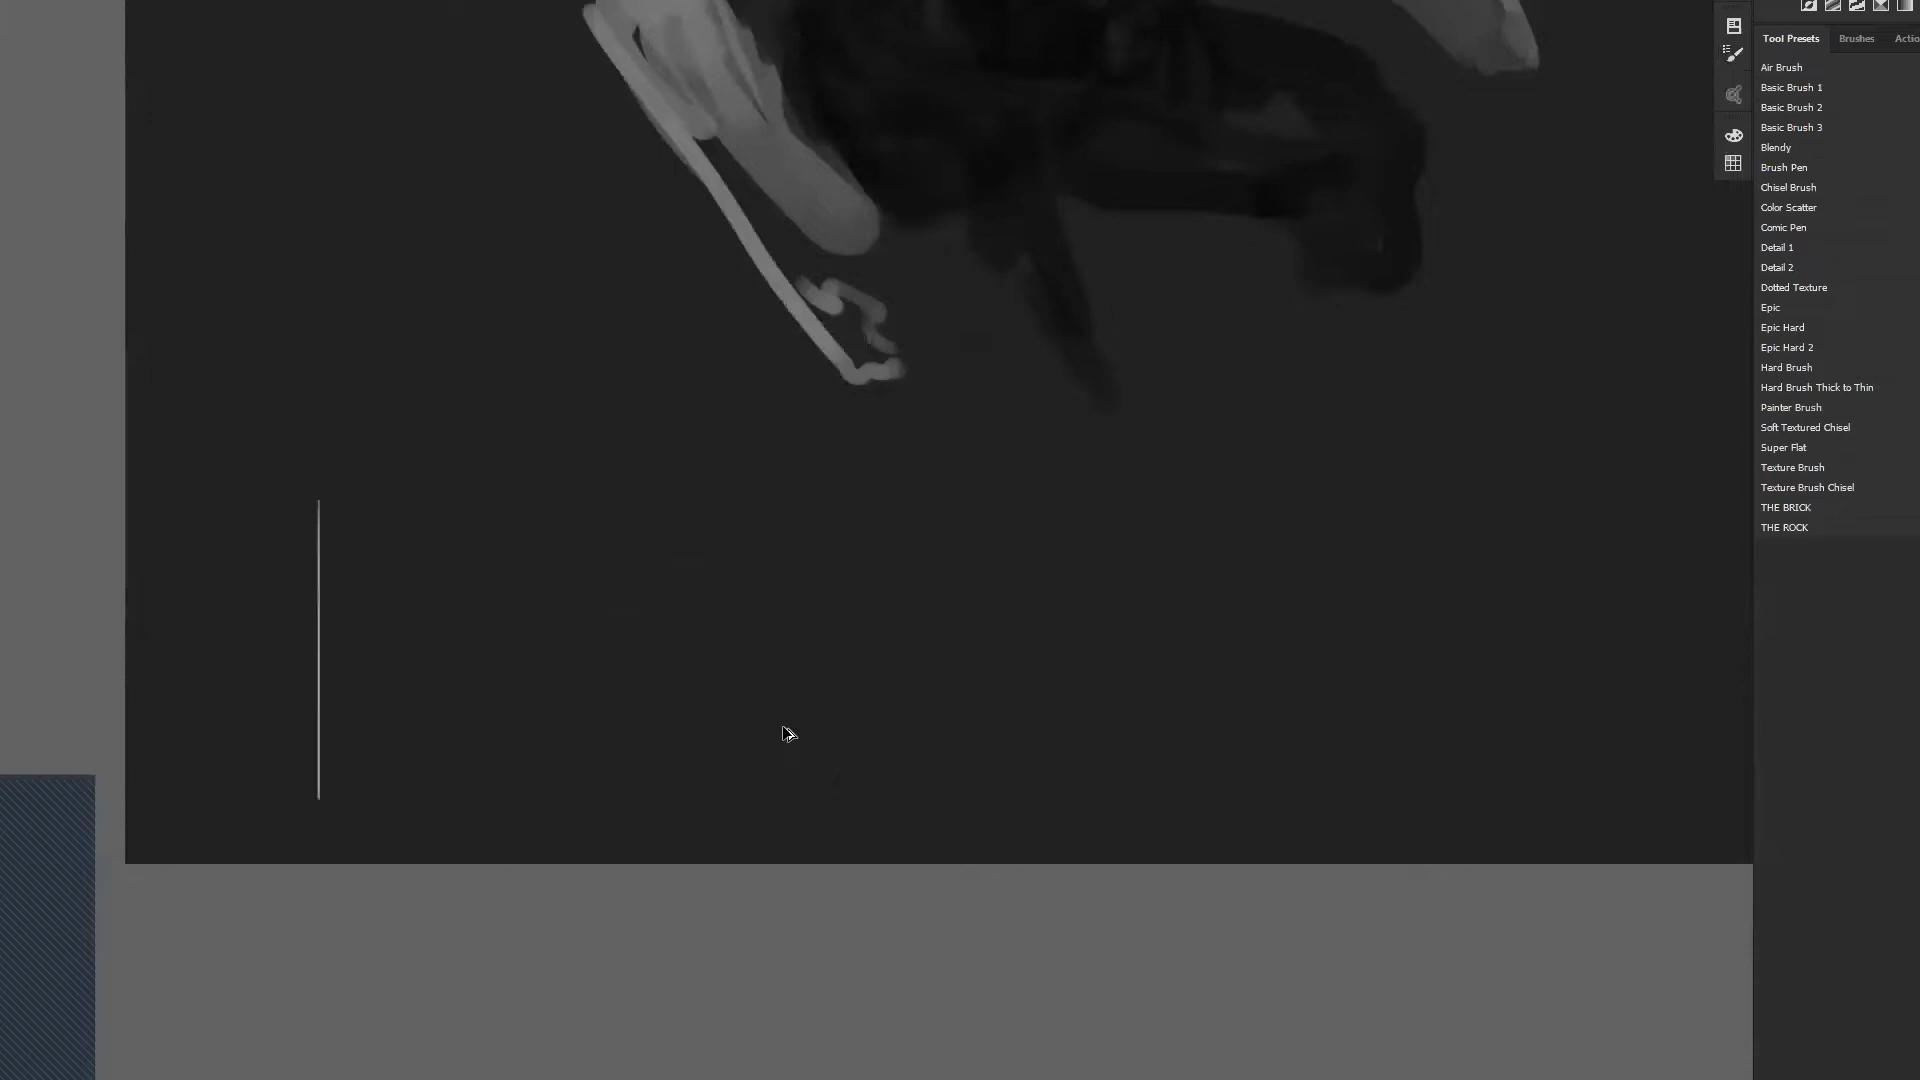 Tool Presets
Brushes
Actio
Air Brush
Basic Brush 1
Basic Brush 2
Basic Brush 3
Blendy
Brush Pen
Chisel Brush
Color Scatter
Comic Pen
Detail 1
Detail 2
Dotted Texture
Epic
Epic Hard
Epic Hard 2
Hard Brush
Hard Brush Thick to Thin
Painter Brush
Soft Textured Chisel
Super Flat
Texture Brush
Texture Brush Chisel
THE BRICK
THE ROCK